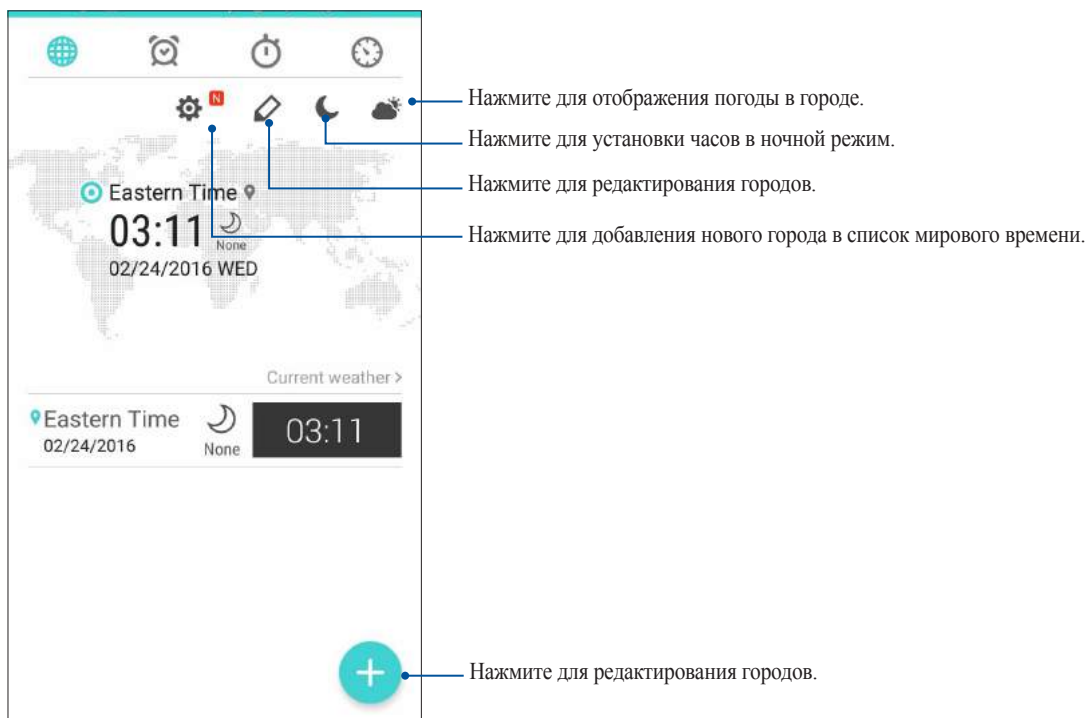 N
Нажмите для отображения погоды в городе.
Нажмите для установки часов в ночной режим.
Eastern Time
Нажмите для редактирования городов.
03:11
None
Нажмите для добавления нового города в список мирового времени.
02/24/2016 WED
Current weather >
Eastern Time
02/24/2016
None
03:11
Нажмите для редактирования городов.